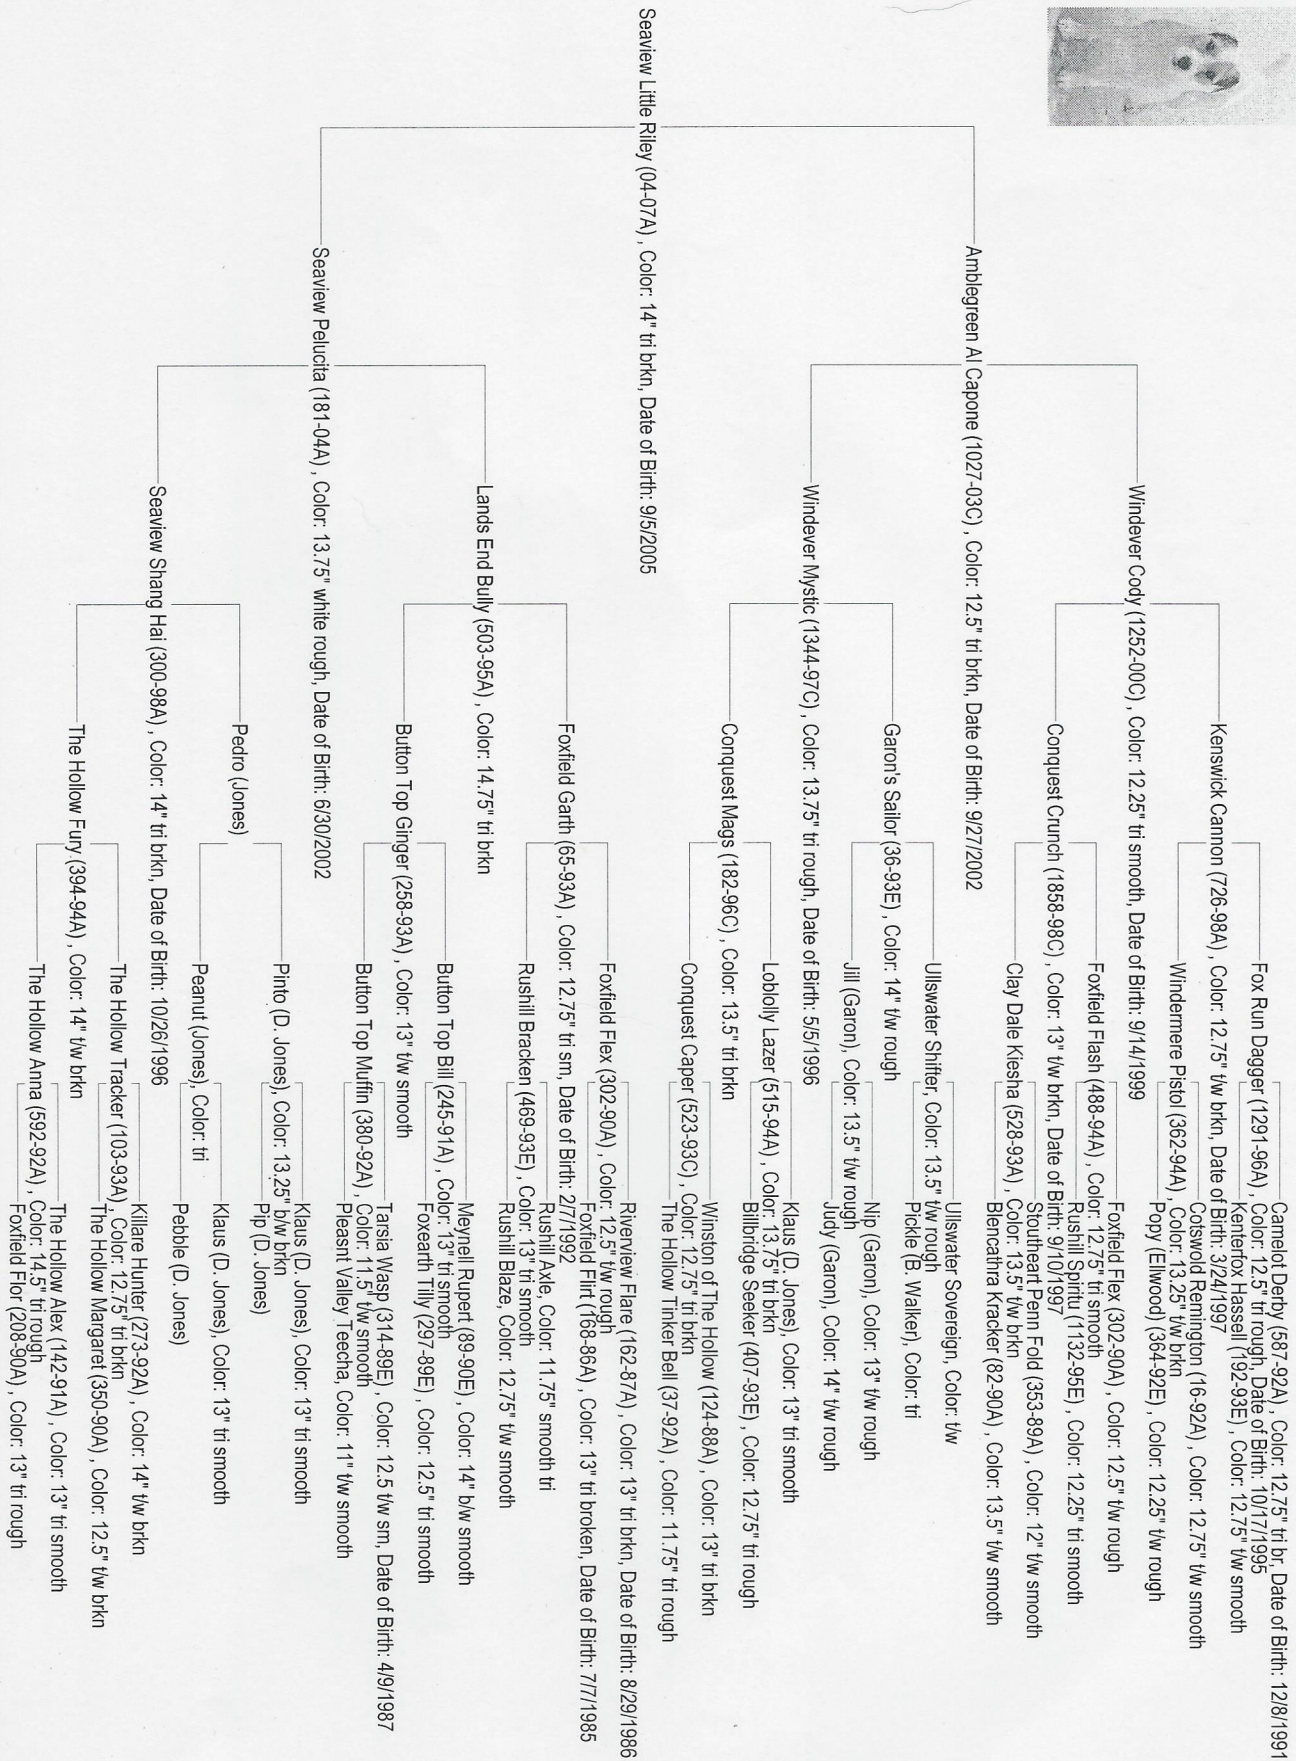 Seaview Little Riley (04-07A) , Color: 14" tri brkn, Date of Birth: 9/5/2005
Amblegreen Al Capone (1027-03C) , Color: 12.5" tri brkn, Date of Birth: 9/27/2002
Windever Cody (1252-00C) , Color: 12.25" tri smooth, Date of Birth: 9/14/1999
Kenswick Cannon (726-98A) , Color: 12.75" t/w brkn, Date of Birth: 3/24/1997
Fox Run Dagger (1291-96A) , Color: 12.5" tri rough, Date of Birth: 10/17/1995
Camelot Derby (587-92A) , Color: 12.75" tri br, Date of Birth: 12/8/1991
Kenterfox Hassell (192-93E) , Color: 12.75" t/w smooth
Windermere Pistol (362-94A) , Color: 13.25" t/w brkn
Cotswold Remington (16-92A) , Color: 12.75" t/w smooth
Popy (Ellwood) (364-92E) , Color: 12.25" t/w rough
Conquest Crunch (1858-98C) , Color: 13" t/w brkn, Date of Birth: 9/10/1997
Foxfield Flash (488-94A) , Color: 12.75" tri smooth
Foxfield Flex (302-90A) , Color: 12.5" t/w rough
Rushill Spiritu (1132-95E) , Color: 12.25" tri smooth
Clay Dale Kiesha (528-93A) , Color: 13.5" t/w brkn
Stoutheart Penn Fold (353-89A) , Color: 12" t/w smooth
Blencathra Kracker (82-90A) , Color: 13.5" t/w smooth
Windever Mystic (1344-97C) , Color: 13.75" tri rough, Date of Birth: 5/5/1996
Garon's Sailor (36-93E) , Color: 14" t/w rough
Ullswater Shifter, Color: 13.5" t/w rough
Ullswater Sovereign, Color: t/w
Pickle (B. Walker), Color: tri
Jill (Garon), Color: 13.5" t/w rough
Nip (Garon), Color: 13" t/w rough
Judy (Garon), Color: 14" t/w rough
Conquest Mags (182-96C) , Color: 13.5" tri brkn
Loblolly Lazer (515-94A) , Color: 13.75" tri brkn
Klaus (D. Jones), Color: 13" tri smooth
Billbridge Seeker (407-93E) , Color: 12.75" tri rough
Conquest Caper (523-93C) , Color: 12.75" tri brkn
Winston of The Hollow (124-88A) , Color: 13" tri brkn
The Hollow Tinker Bell (37-92A) , Color: 11.75" tri rough
Seaview Pelucita (181-04A) , Color: 13.75" white rough, Date of Birth: 6/30/2002
Lands End Bully (503-95A) , Color: 14.75" tri brkn
Foxfield Garth (65-93A) , Color: 12.75" tri sm, Date of Birth: 2/7/1992
Foxfield Flex (302-90A) , Color: 12.5" t/w rough
Riverview Flare (162-87A) , Color: 13" tri brkn, Date of Birth: 8/29/1986
Foxfield Flirt (168-86A) , Color: 13" tri broken, Date of Birth: 7/7/1985
Rushill Bracken (469-93E) , Color: 13" tri smooth
Rushill Axle, Color: 11.75" smooth tri
Rushill Blaze, Color: 12.75" t/w smooth
Button Top Ginger (258-93A) , Color: 13" t/w smooth
Button Top Bill (245-91A) , Color: 13" tri smooth
Meynell Rupert (89-90E) , Color: 14" b/w smooth
Foxearth Tilly (297-89E) , Color: 12.5" tri smooth
Button Top Muffin (380-92A) , Color: 11.5" t/w smooth
Tarsia Wasp (314-89E) , Color: 12.5 t/w sm, Date of Birth: 4/9/1987
Pleasnt Valley Teecha, Color: 11" t/w smooth
Seaview Shang Hai (300-98A) , Color: 14" tri brkn, Date of Birth: 10/26/1996
Pedro (Jones)
Pinto (D. Jones), Color: 13.25" b/w brkn
Klaus (D. Jones), Color: 13" tri smooth
Pip (D. Jones)
Peanut (Jones), Color: tri
Klaus (D. Jones), Color: 13" tri smooth
Pebble (D. Jones)
The Hollow Fury (394-94A) , Color: 14" t/w brkn
The Hollow Tracker (103-93A) , Color: 12.75" tri brkn
Killare Hunter (273-92A) , Color: 14" t/w brkn
The Hollow Margaret (350-90A) , Color: 12.5" t/w brkn
The Hollow Anna (592-92A) , Color: 14.5" tri rough
The Hollow Alex (142-91A) , Color: 13" tri smooth
Foxfield Flor (208-90A) , Color: 13" tri rough